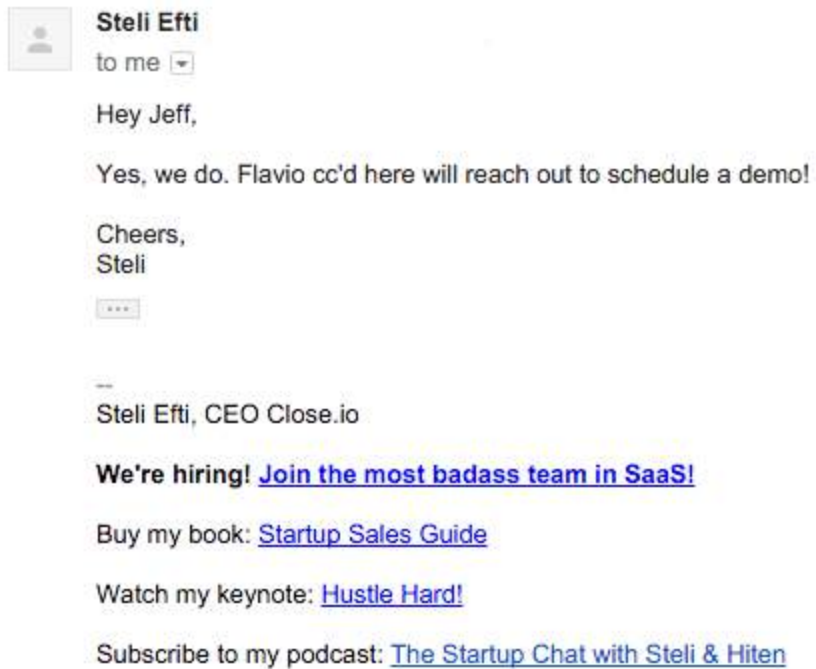 Steli Efti
to me
Hey Jeff,
Yes, we do. Flavio cc'd here will reach out to schedule a demo!
Cheers,
Steli
...
--
Steli Efti, CEO Close.io
We're hiring! Join the most badass team in SaaS!
Buy my book: Startup Sales Guide
Watch my keynote: Hustle Hard!
Subscribe to my podcast: The Startup Chat with Steli & Hiten